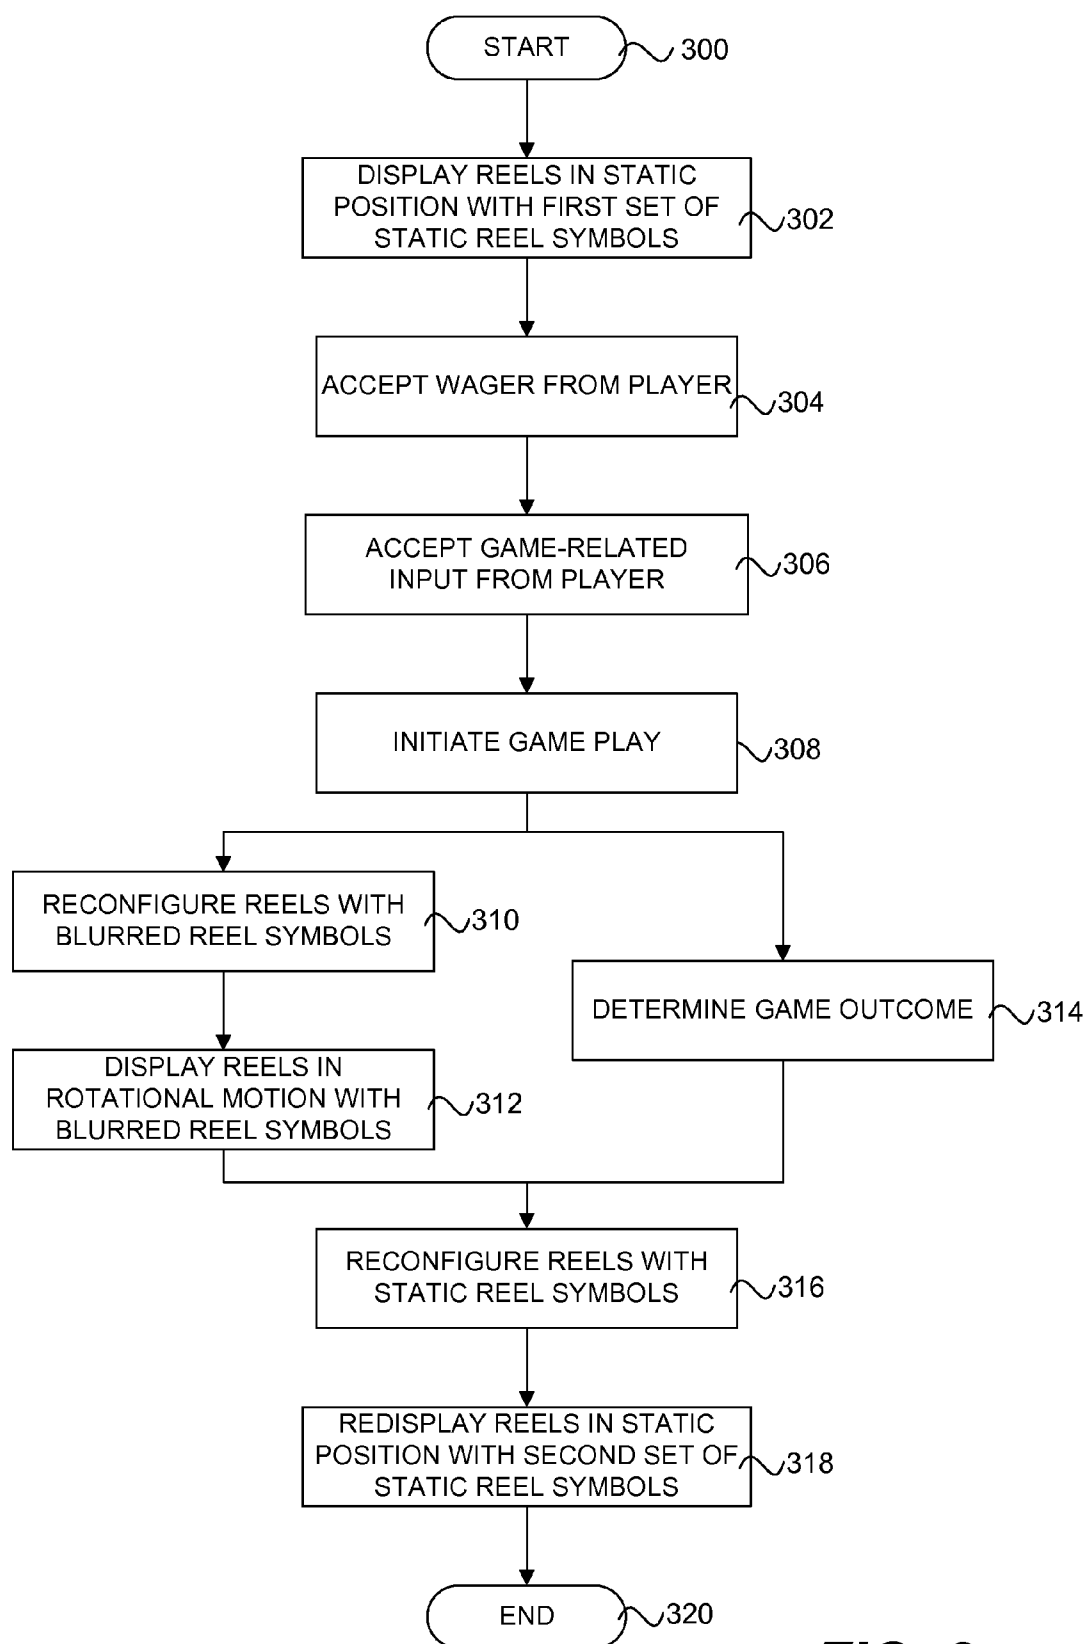 START
300
DISPLAY REELS IN STATIC
POSITION WITH FIRST SET OF
STATIC REEL SYMBOLS
302
ACCEPT WAGER FROM PLAYER
304
ACCEPT GAME-RELATED
INPUT FROM PLAYER
306
INITIATE GAME PLAY
308
RECONFIGURE REELS WITH
BLURRED REEL SYMBOLS
310
DISPLAY REELS IN
ROTATIONAL MOTION WITH
BLURRED REEL SYMBOLS
312
DETERMINE GAME OUTCOME
314
RECONFIGURE REELS WITH
STATIC REEL SYMBOLS
316
REDISPLAY REELS IN STATIC
POSITION WITH SECOND SET OF
STATIC REEL SYMBOLS
318
END
320